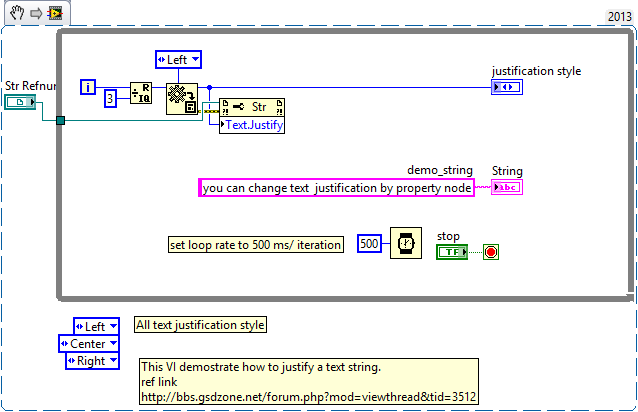 2013
Left
justification style
Str Refnum
i
R
IQ
3
Str
Text.Justify
demo_string
String
you can change text  justification by property node
abc
set loop rate to 500 ms/ iteration
500
stop
TF
Left
All text justification style
Center
Right
This VI demostrate how to justify a text string.
ref link
http://bbs.gsdzone.net/forum.php?mod=viewthread&tid=3512